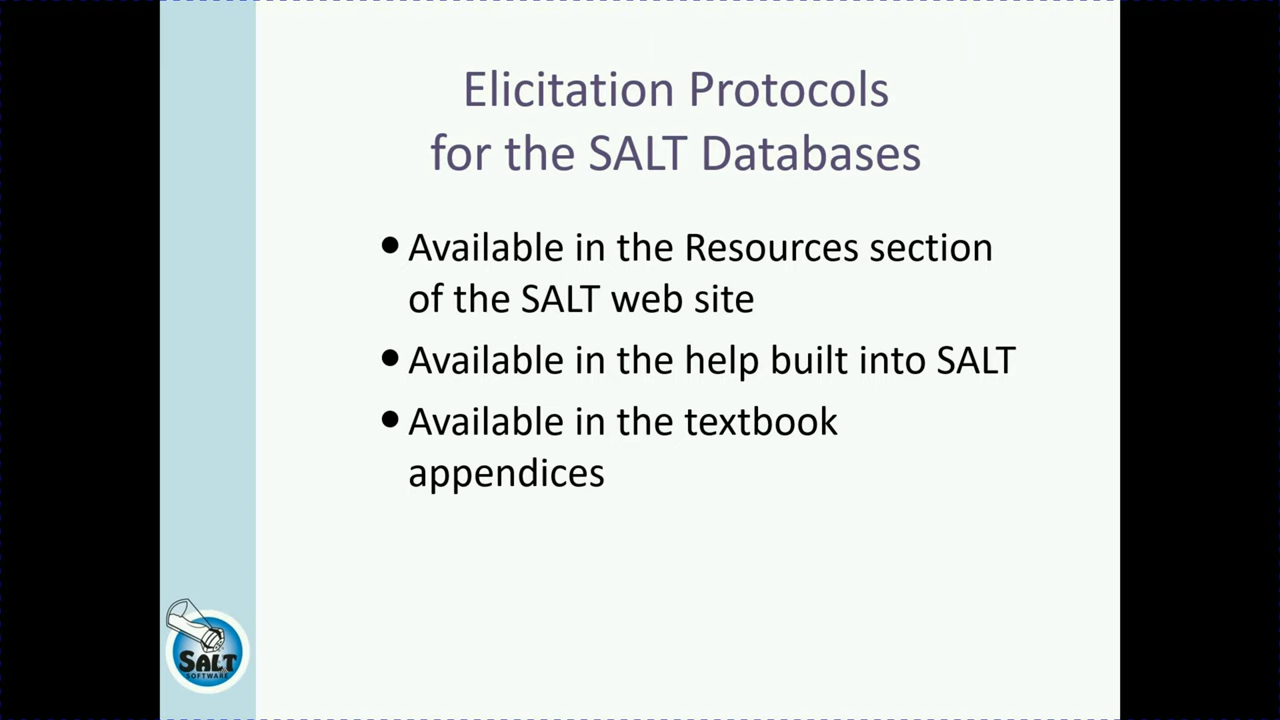 Elicitation Protocols
for the SALT Databases
• Available in the Resources section
of the SALT web site
• Available in the help built into SALT
• Available in the textbook
appendices
SALT
SOFTWARE